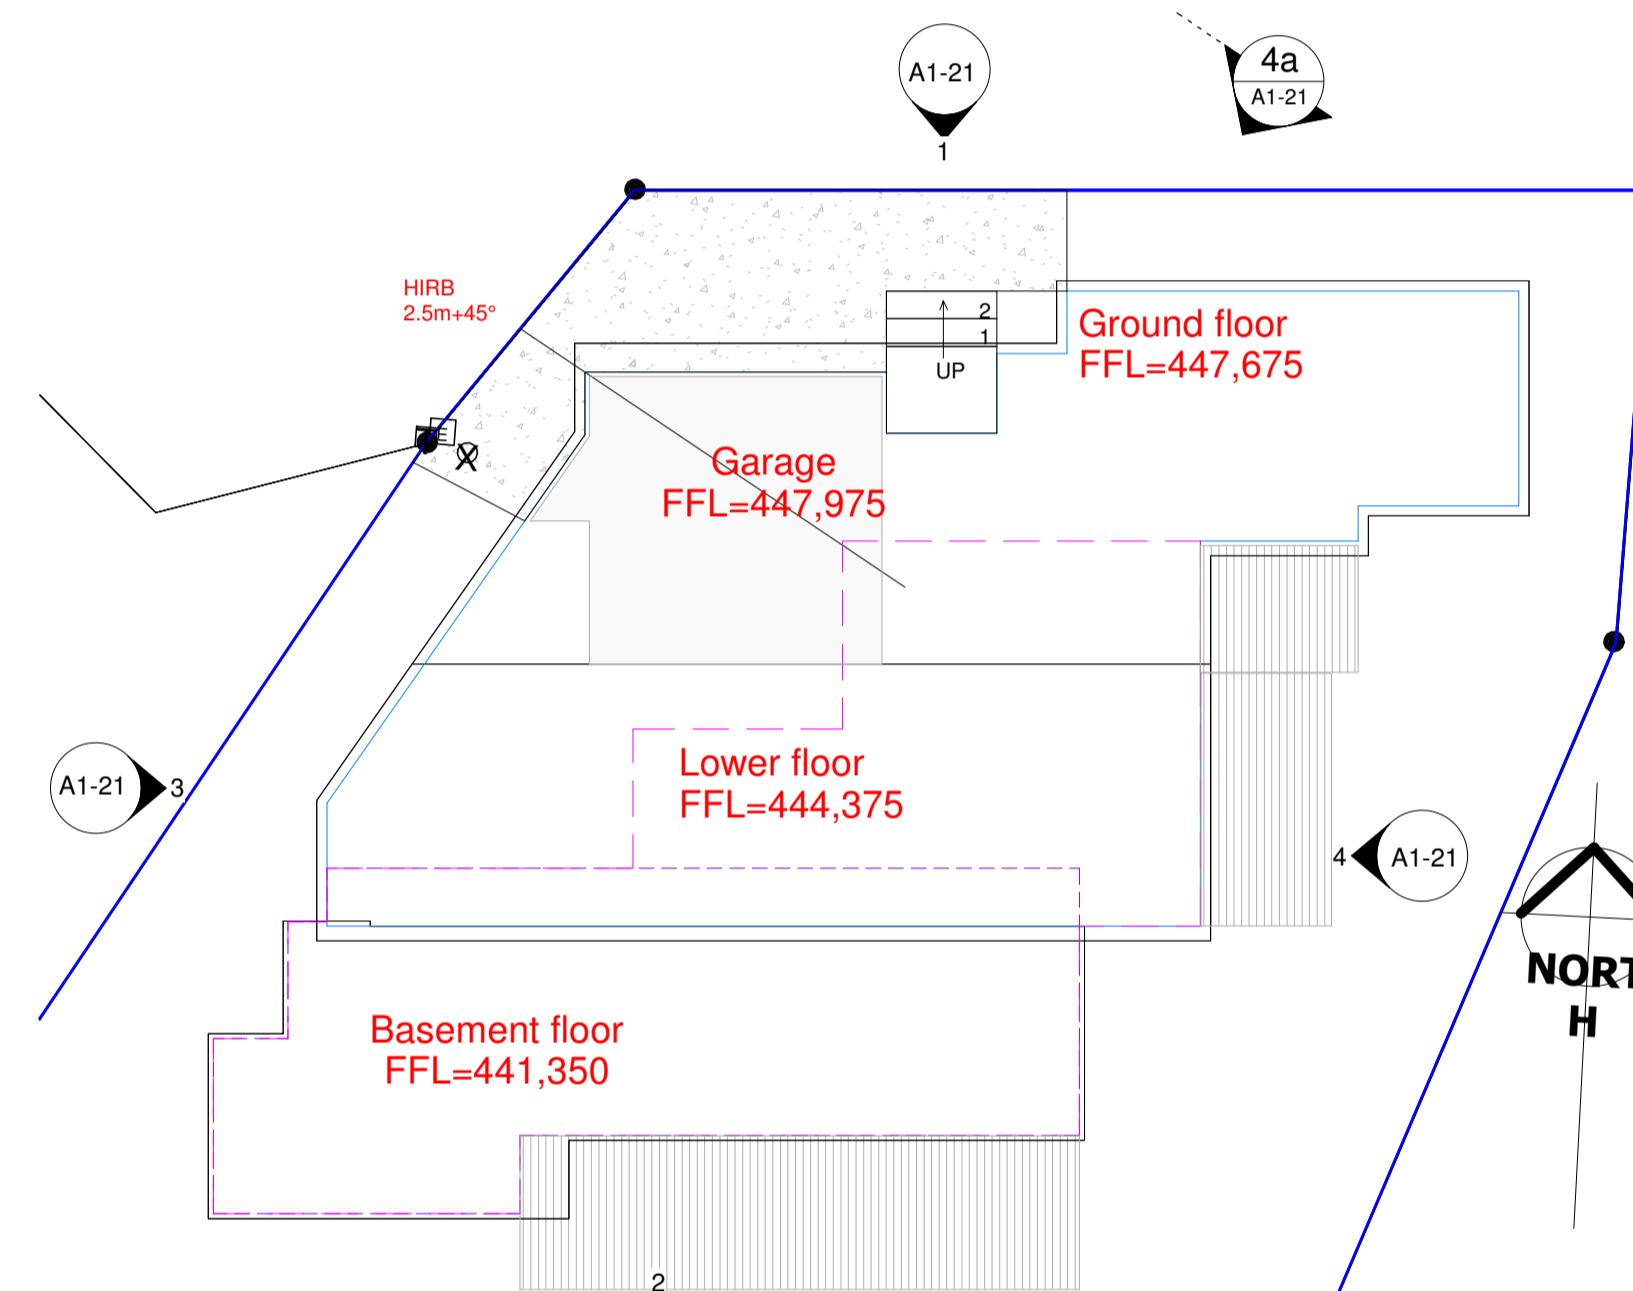 A1-21
1
4a
A1-21
HIRB
2.5m+45°
2
1
UP
Ground floor
FFL=447,675
Garage
FFL=447,975
X
A1-21
3
Lower floor
FFL=444,375
4
A1-21
NORT
H
Basement floor
FFL=441,350
2